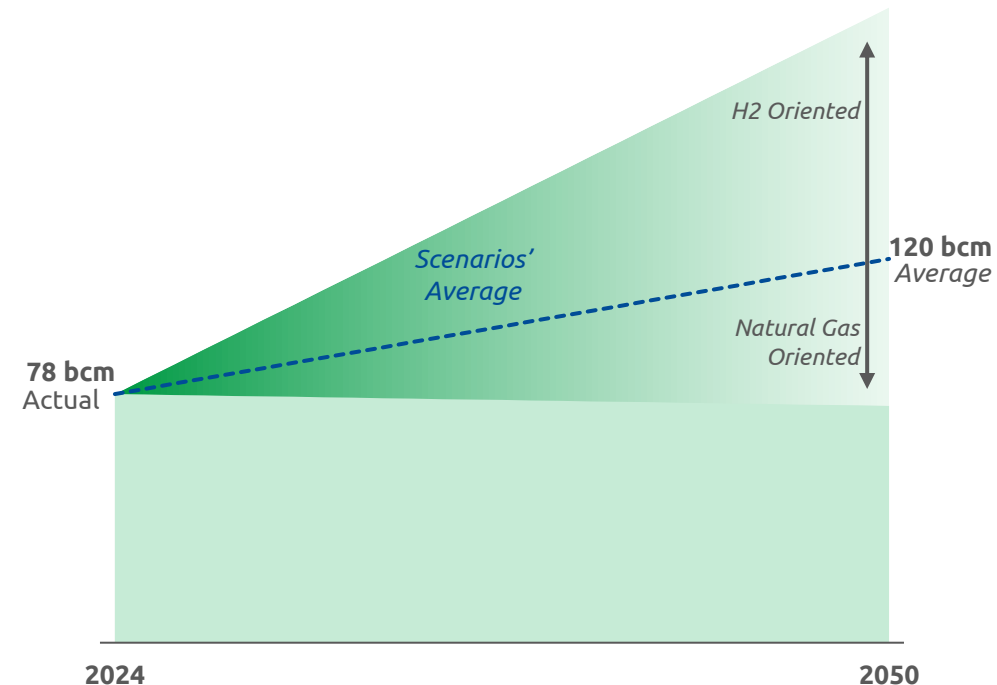 H2 Oriented
120 bcm
Average
Scenarios'
Average
Natural Gas
Oriented
78 bcm
Actual
2024
2050